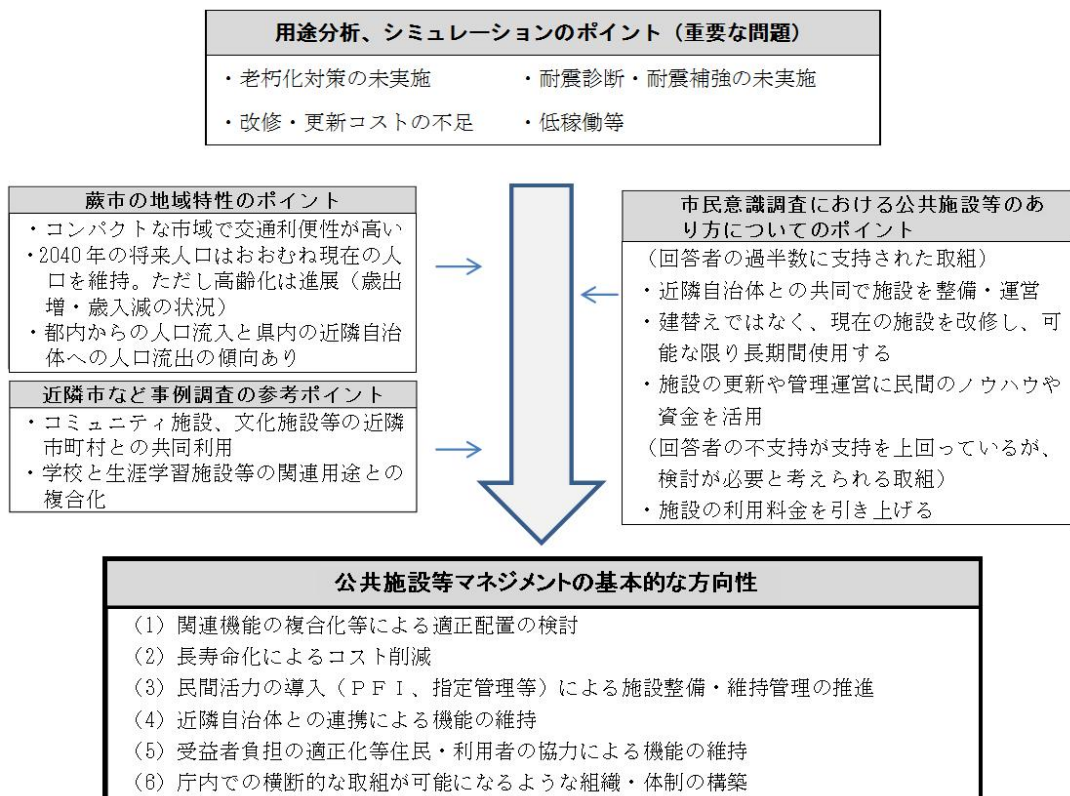 用途分析、シミュレーションのポイント（重要な問題）
・老朽化対策の未実施
・耐震診断・耐震補強の未実施
・改修・更新コストの不足
・低稼働等
蕨市の地域特性のポイント
・コンパクトな市域で交通利便性が高い
・2040年の将来人口はおおむね現在の人
口を維持。ただし高齢化は進展（歳出
増・歳入減の状況）
・都内からの人口流入と県内の近隣自治
体への人口流出の傾向あり
近隣市など事例調査の参考ポイント
・コミュニティ施設、文化施設等の近隣
市町村との共同利用
・学校と生涯学習施設等の関連用途との
複合化
市民意識調査における公共施設等のあ
り方についてのポイント
（回答者の過半数に支持された取組）
・近隣自治体との共同で施設を整備・運営
・建替えではなく、現在の施設を改修し、可
能な限り長期間使用する
・施設の更新や管理運営に民間のノウハウや
資金を活用
（回答者の不支持が支持を上回っているが、
検討が必要と考えられる取組）
・施設の利用料金を引き上げる
公共施設等マネジメントの基本的な方向性
（1）関連機能の複合化等による適正配置の検討
（2）長寿命化によるコスト削減
（3）民間活力の導入（ＰＦＩ、指定管理等）による施設整備・維持管理の推進
（4）近隣自治体との連携による機能の維持
（5）受益者負担の適正化等住民・利用者の協力による機能の維持
（6）庁内での横断的な取組が可能になるような組織・体制の構築